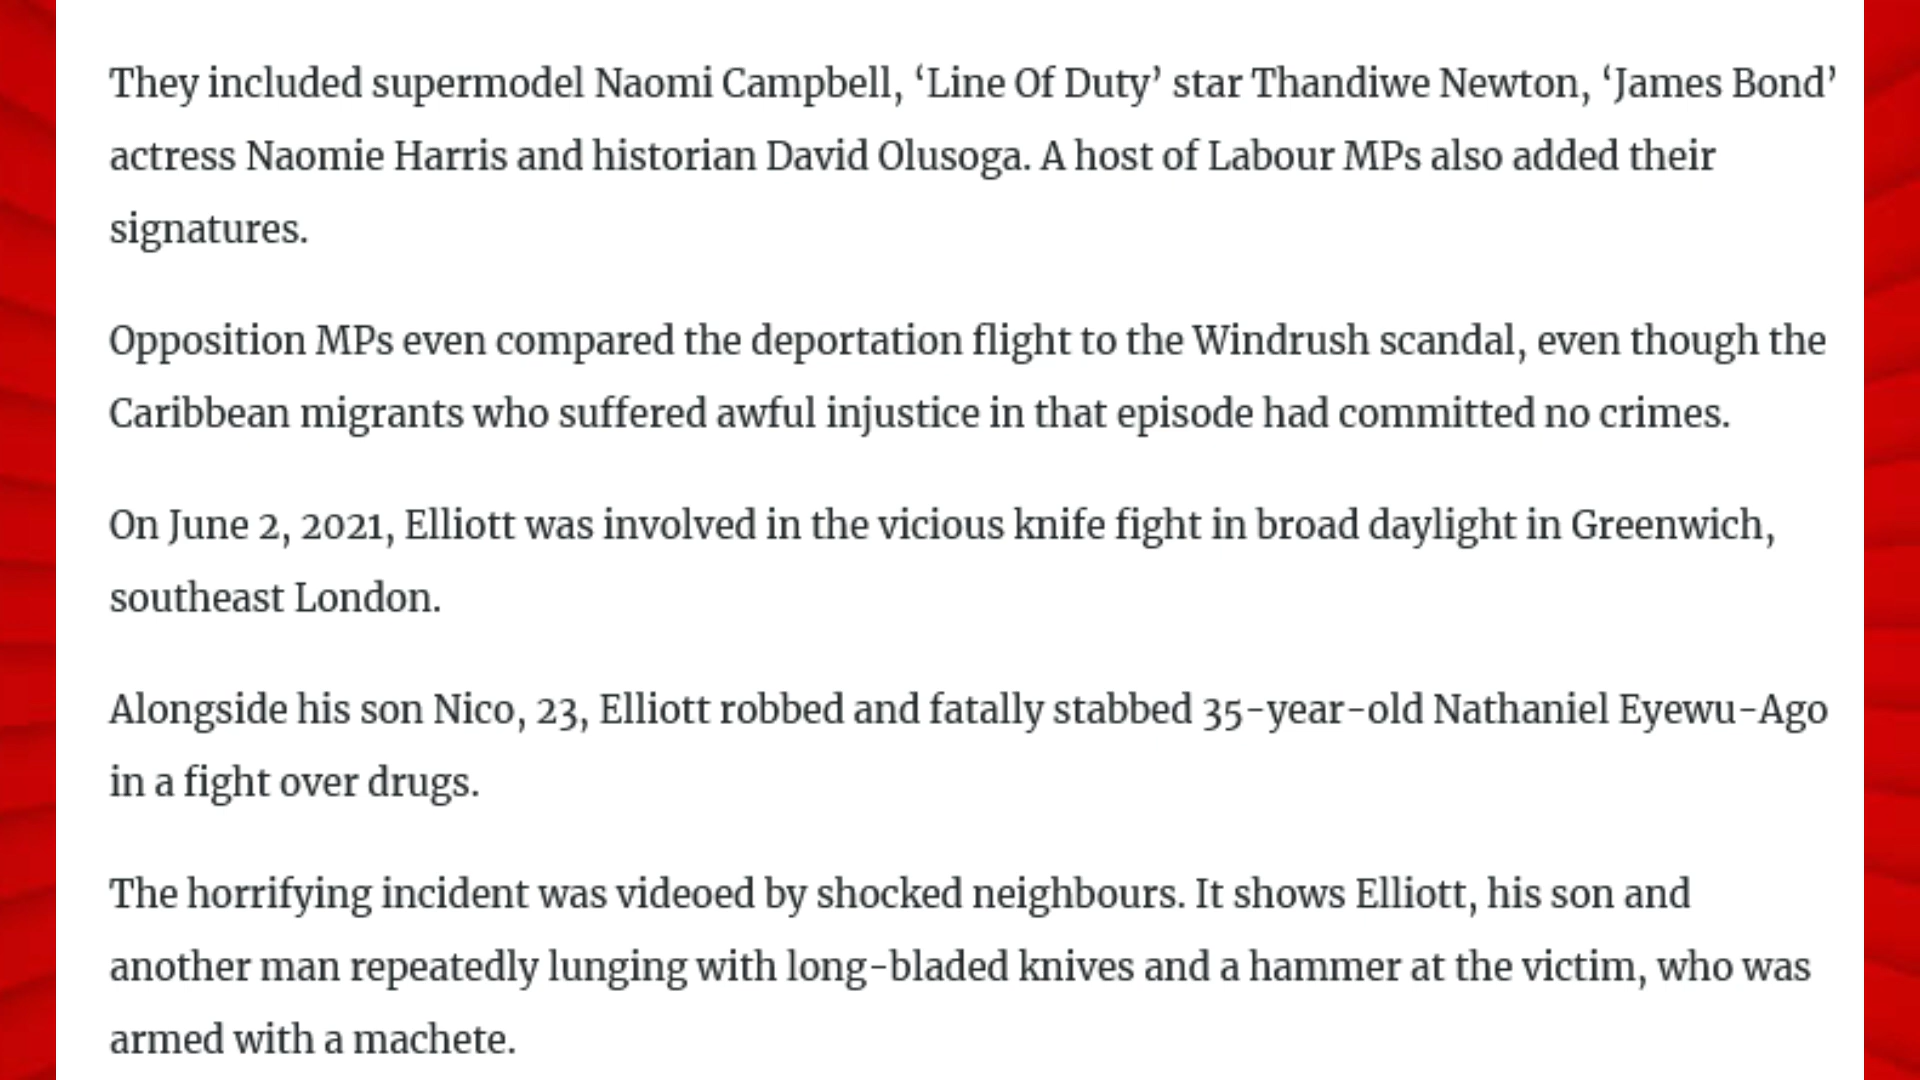 They included supermodel Naomi Campbell, ‘Line Of Duty’ star Thandiwe Newton, ‘James Bond’
actress Naomie Harris and historian David Olusoga. A host of Labour MPs also added their
signatures.
Opposition MPs even compared the deportation flight to the Windrush scandal, even though the
Caribbean migrants who suffered awful injustice in that episode had committed no crimes.
On June 2, 2021, Elliott was involved in the vicious knife fight in broad daylight in Greenwich,
southeast London.
Alongside his son Nico, 23, Elliott robbed and fatally stabbed 35-year-old Nathaniel Eyewu-Ago
in a fight over drugs.
The horrifying incident was videoed by shocked neighbours. It shows Elliott, his son and
another man repeatedly lunging with long-bladed knives and a hammer at the victim, who was
armed with a machete.